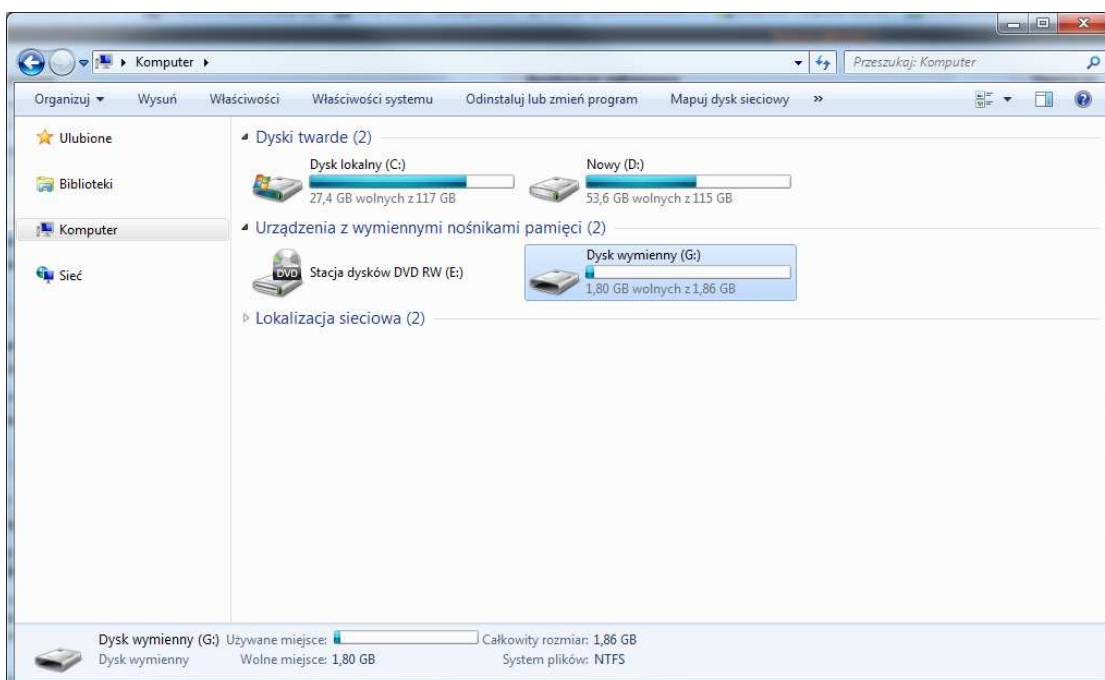 Komputer
Przeszukaj: Komputer
Organizuj Wysuń Właściwości Właściwości systemu Odinstaluj lub zmień program Mapuj dysk sieciowy »
Ulubione
Biblioteki
Komputer
Sieć
Dyski twarde (2)
Dysk lokalny (C:)
27,4 GB wolnych z 117 GB
Nowy (D:)
53,6 GB wolnych z 115 GB
Urządzenia z wymiennymi nośnikami pamięci (2)
DVD
Stacja dysków DVD RW (E:)
Dysk wymienny (G:)
1,80 GB wolnych z 1,86 GB
Lokalizacja sieciowa (2)
Dysk wymienny (G:) Używane miejsce: Całkowity rozmiar: 1,86 GB
Dysk wymienny Wolne miejsce: 1,80 GB System plików: NTFS